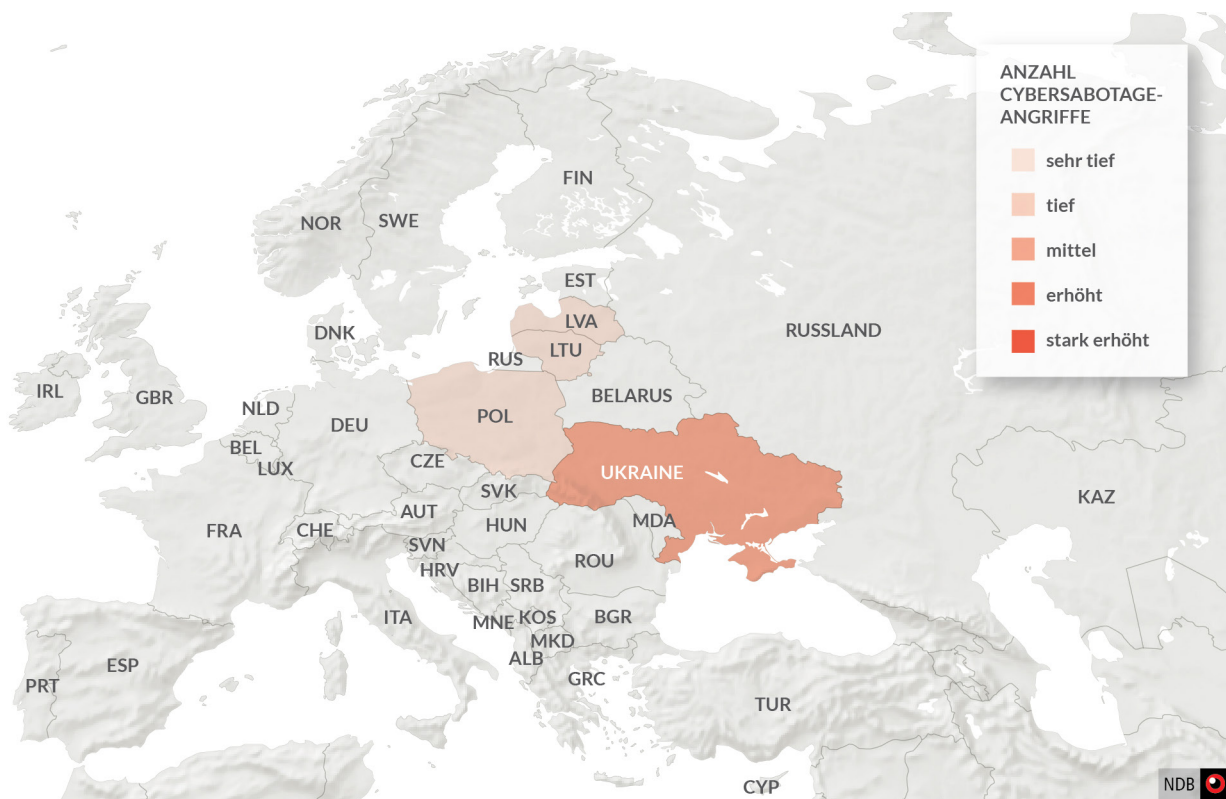 ANZAHL
CYBERSABOTAGE-
ANGRIFFE
sehr tief
tief
mittel
erhöht
stark erhöht
FIN
NOR
SWE
EST
LVA
DNK
RUSSLAND
LTU
RUS
IRL
GBR
BELARUS
NLD
POL
DEU
BEL
LUX
CZE
UKRAINE
SVK
KAZ
AUT
MDA
FRA
CHE
HUN
SVN
ROU
HRV
BIH
SRB
ITA
MNE
KOS
BGR
MKD
ALB
ESP
PRT
GRC
TUR
CYP
NDB